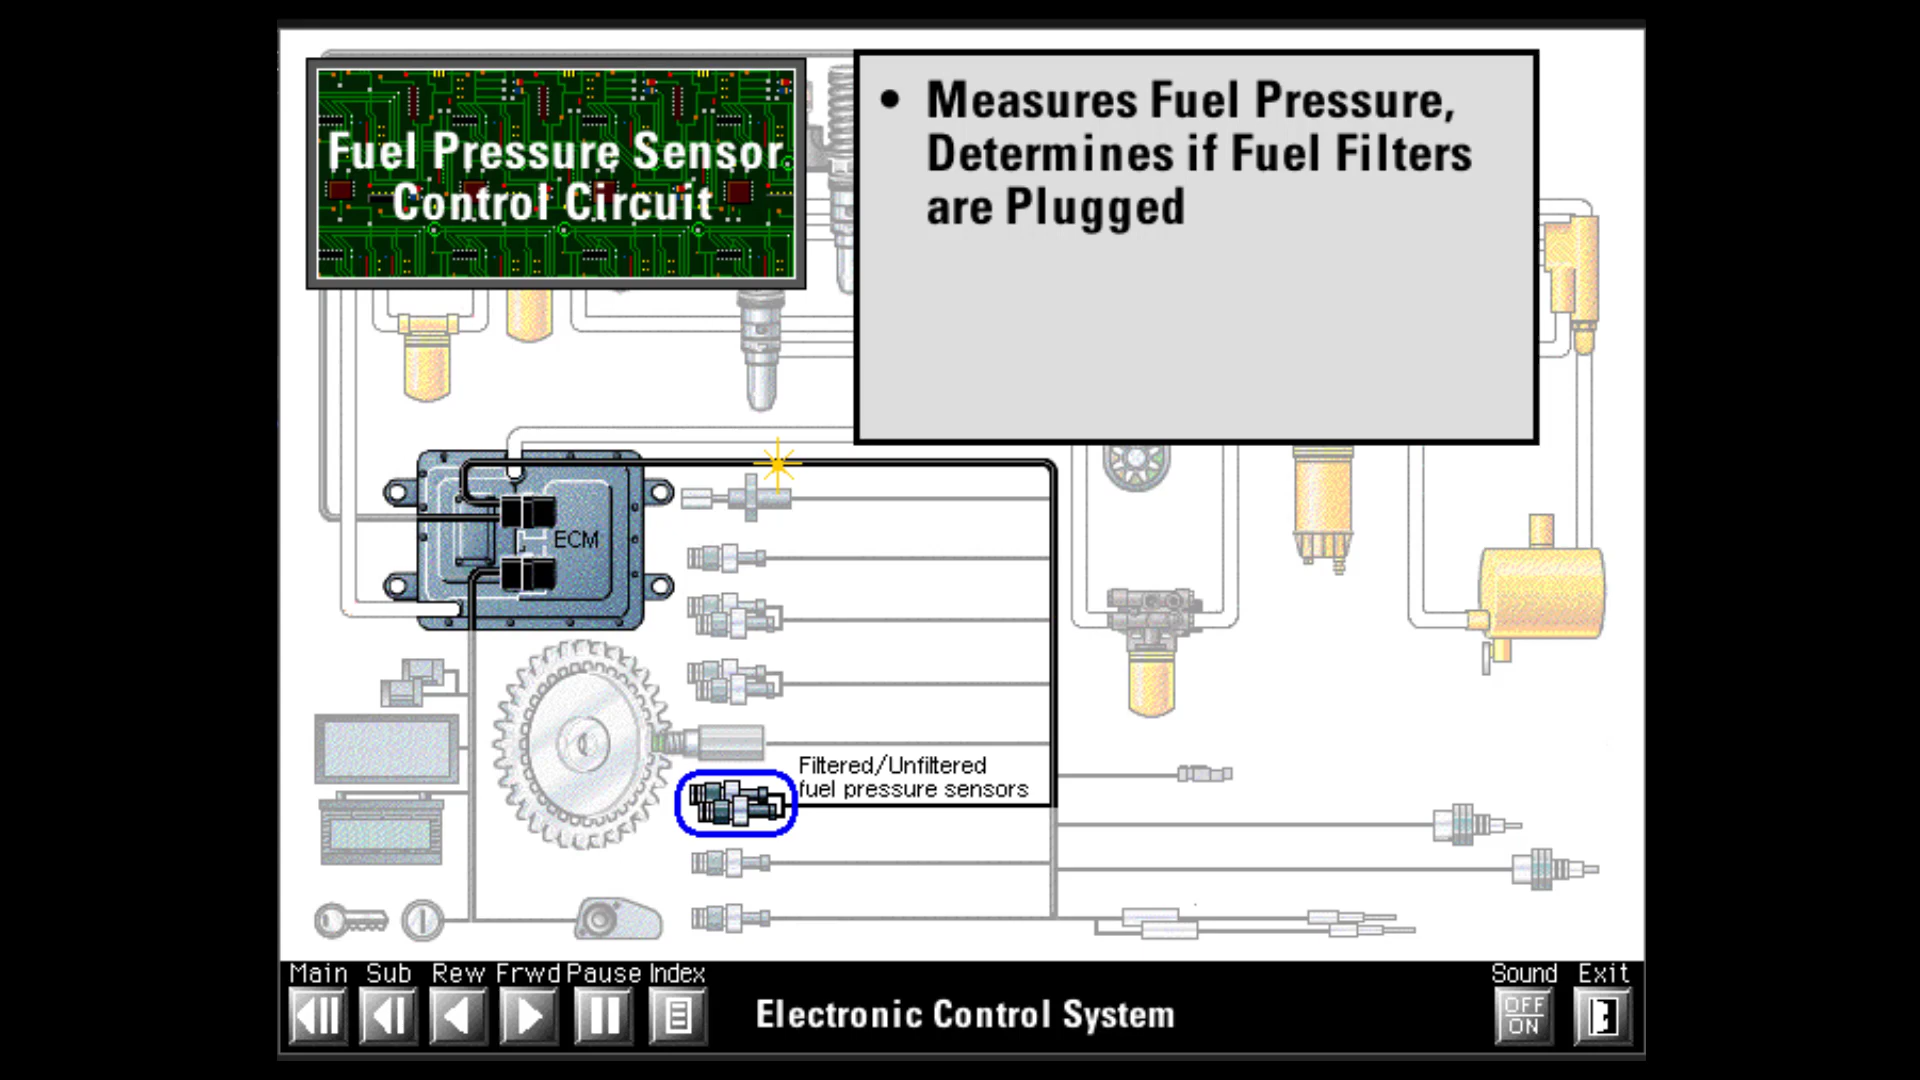 Fuel Pressure Sensor
Control Circuit
• Measures Fuel Pressure,
Determines if Fuel Filters
are Plugged
ECM
Filtered/Unfiltered
fuel pressure sensors
Main Sub Rew Frwd Pause Index
Sound Exit
OFF
ON
Electronic Control System